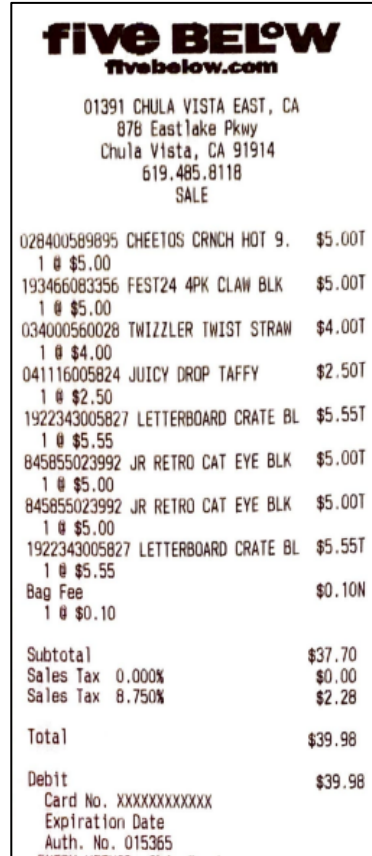 five BELOW
fivebelow.com
01391 CHULA VISTA EAST, CA
878 Eastlake Pkwy
Chula Vista, CA 91914
619.485.8118
SALE
028400589895 CHEETOS CRNCH HOT 9. $5.00T
1 @ $5.00
193466083356 FEST24 4PK CLAW BLK $5.00T
1 @ $5.00
034000560028 TWIZZLER TWIST STRAW $4.00T
1 @ $4.00
041116005824 JUICY DROP TAFFY $2.50T
1 @ $2.50
1922343005827 LETTERBOARD CRATE BL $5.55T
1 @ $5.55
845855023992 JR RETRO CAT EYE BLK $5.00T
1 @ $5.00
845855023992 JR RETRO CAT EYE BLK $5.00T
1 @ $5.00
1922343005827 LETTERBOARD CRATE BL $5.55T
1 @ $5.55
Bag Fee $0.10N
1 @ $0.10
Subtotal $37.70
Sales Tax 0.000% $0.00
Sales Tax 8.750% $2.28
Total $39.98
Debit $39.98
Card No. XXXXXXXXXXXX
Expiration Date
Auth. No. 015365